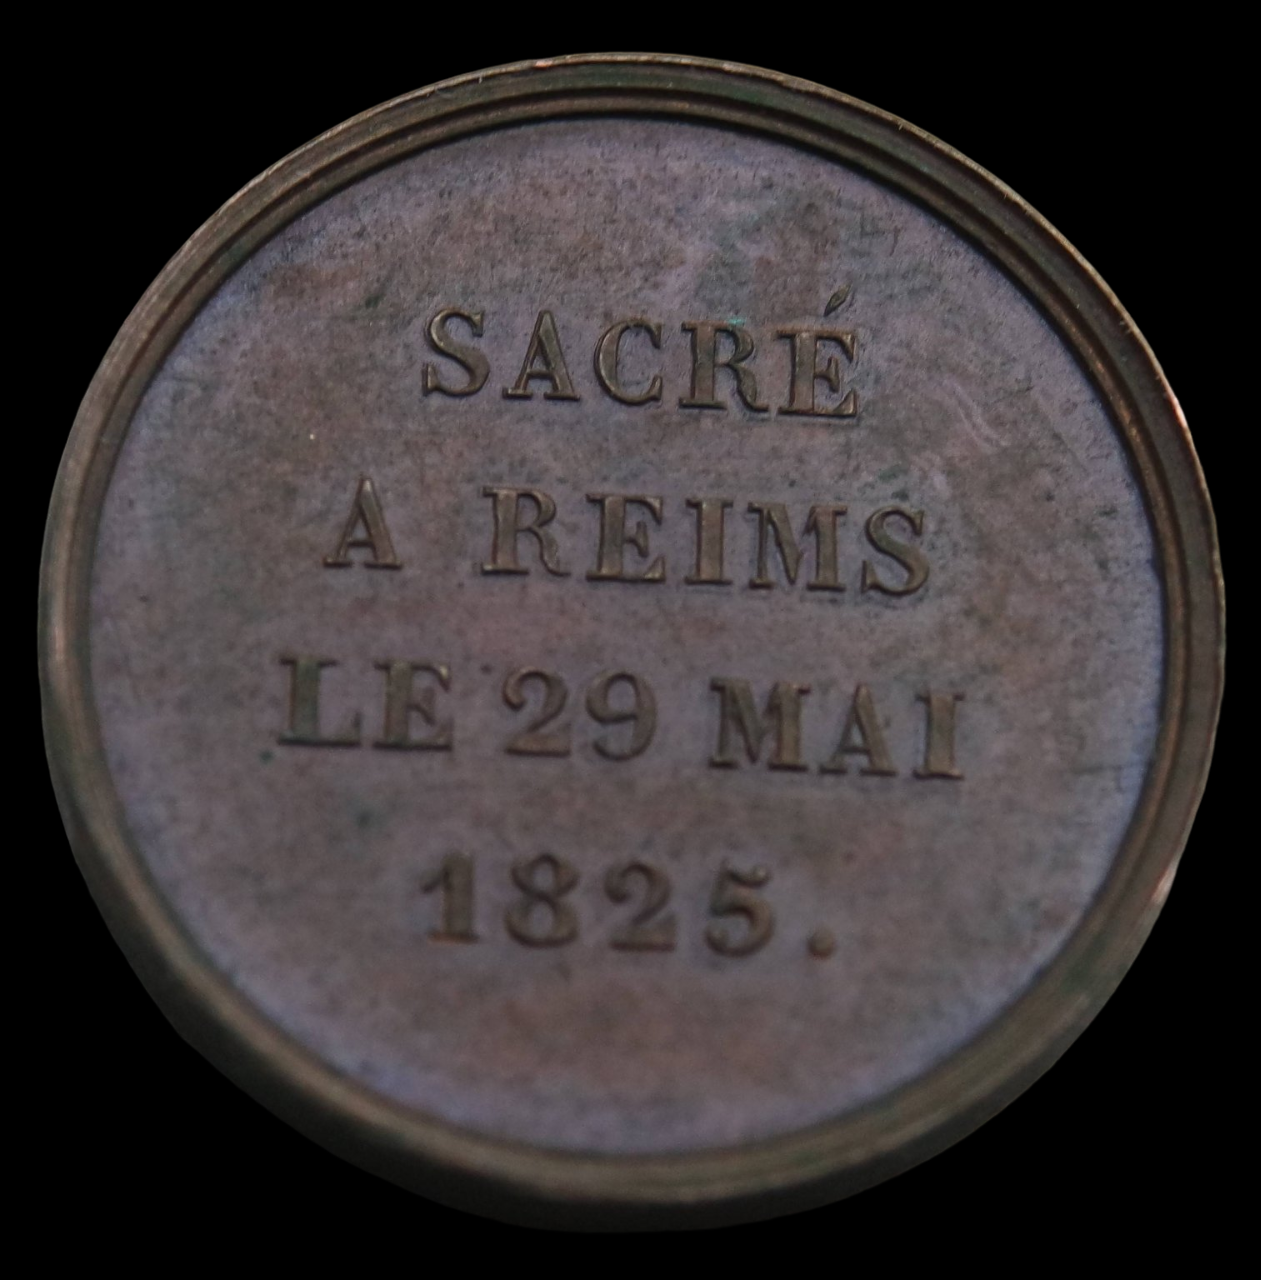 SACRÉ
A REIMS
LE 29 MAI
1825.